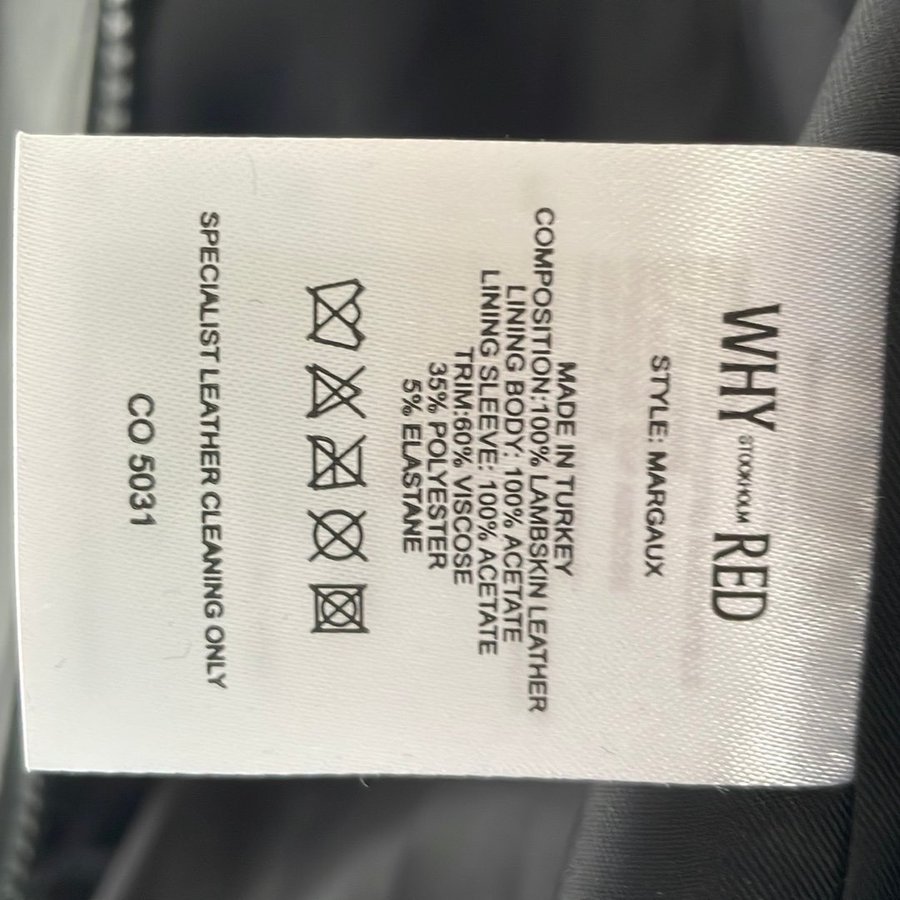 WHY STOCKHOLM RED
STYLE: MARGAUX
MADE IN TURKEY
COMPOSITION:100% LAMBSKIN LEATHER
LINING BODY: 100% ACETATE
LINING SLEEVE: 100% ACETATE
TRIM:60% VISCOSE
35% POLYESTER
5% ELASTANE
SPECIALIST LEATHER CLEANING ONLY
CO 5031